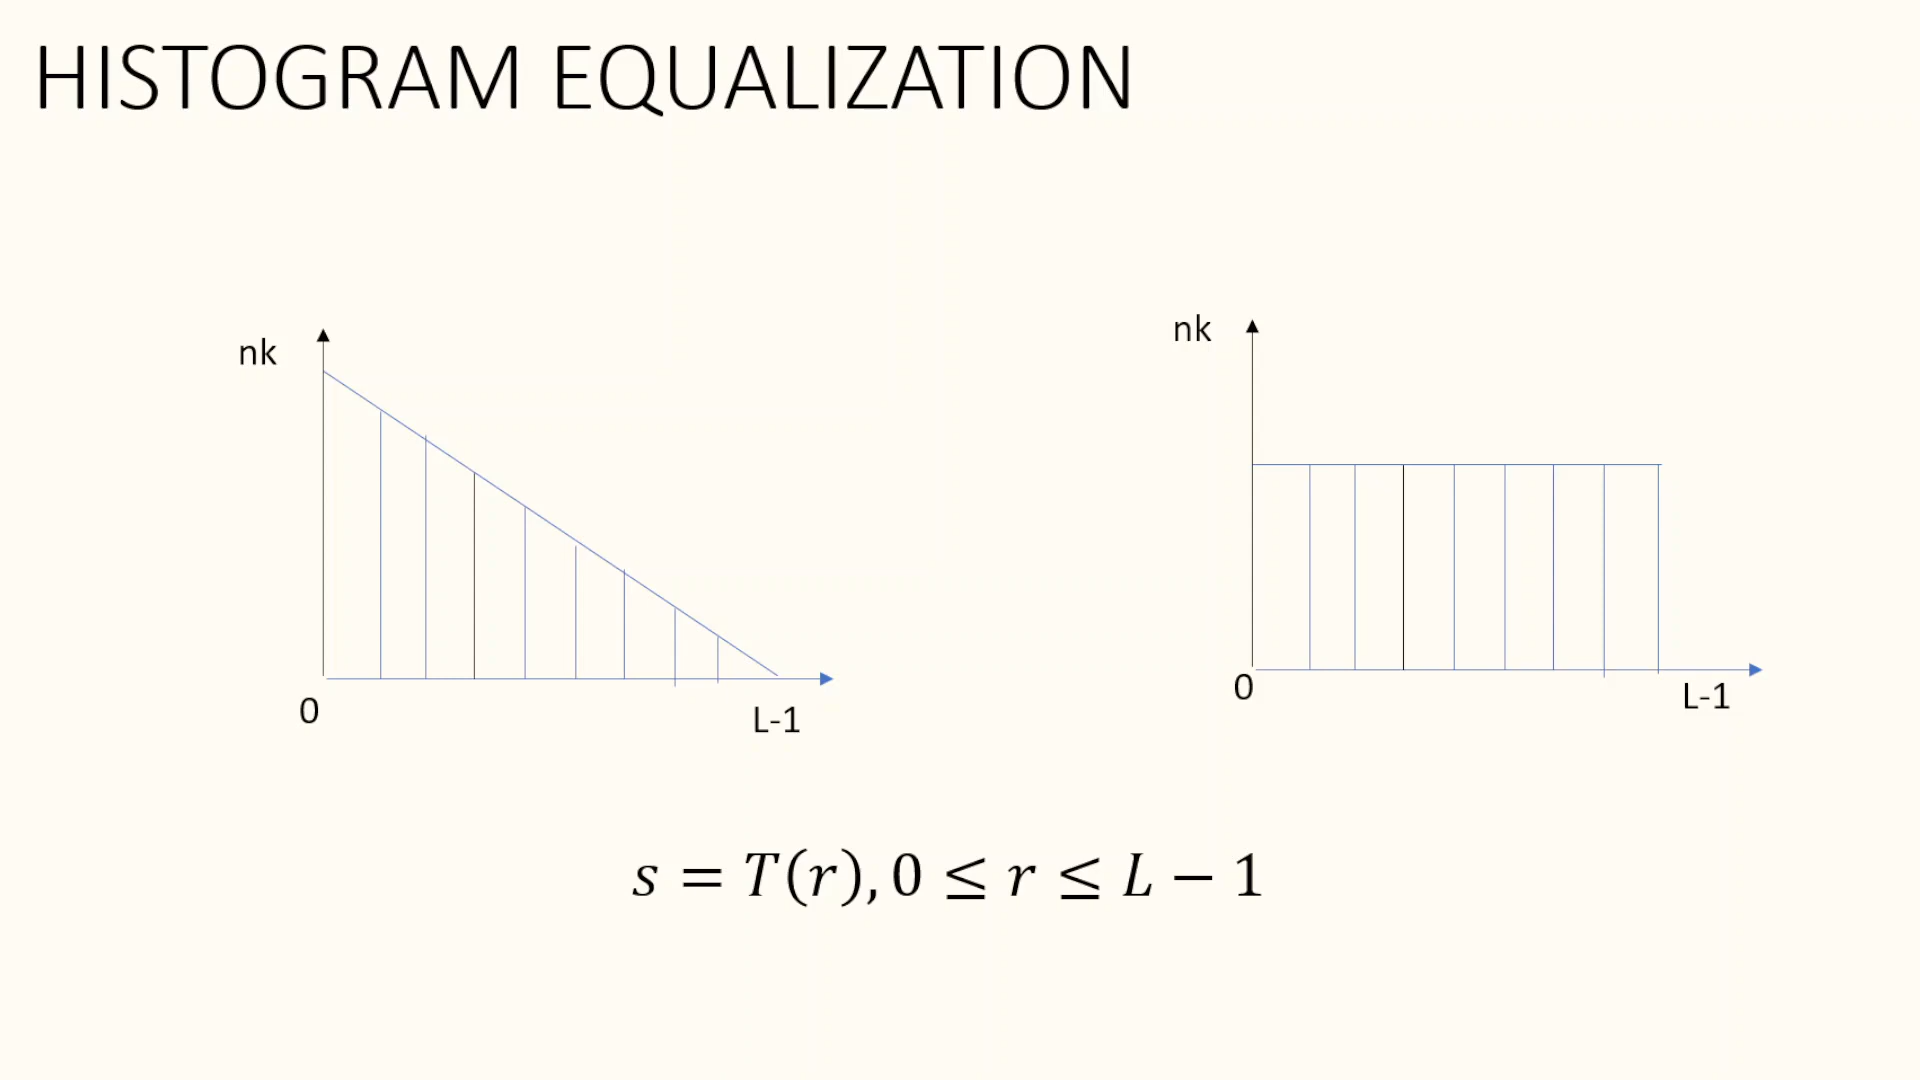 HISTOGRAM EQUALIZATION
nk
0
L-1
nk
0
L-1
s = T(r), 0 ≤ r ≤ L − 1